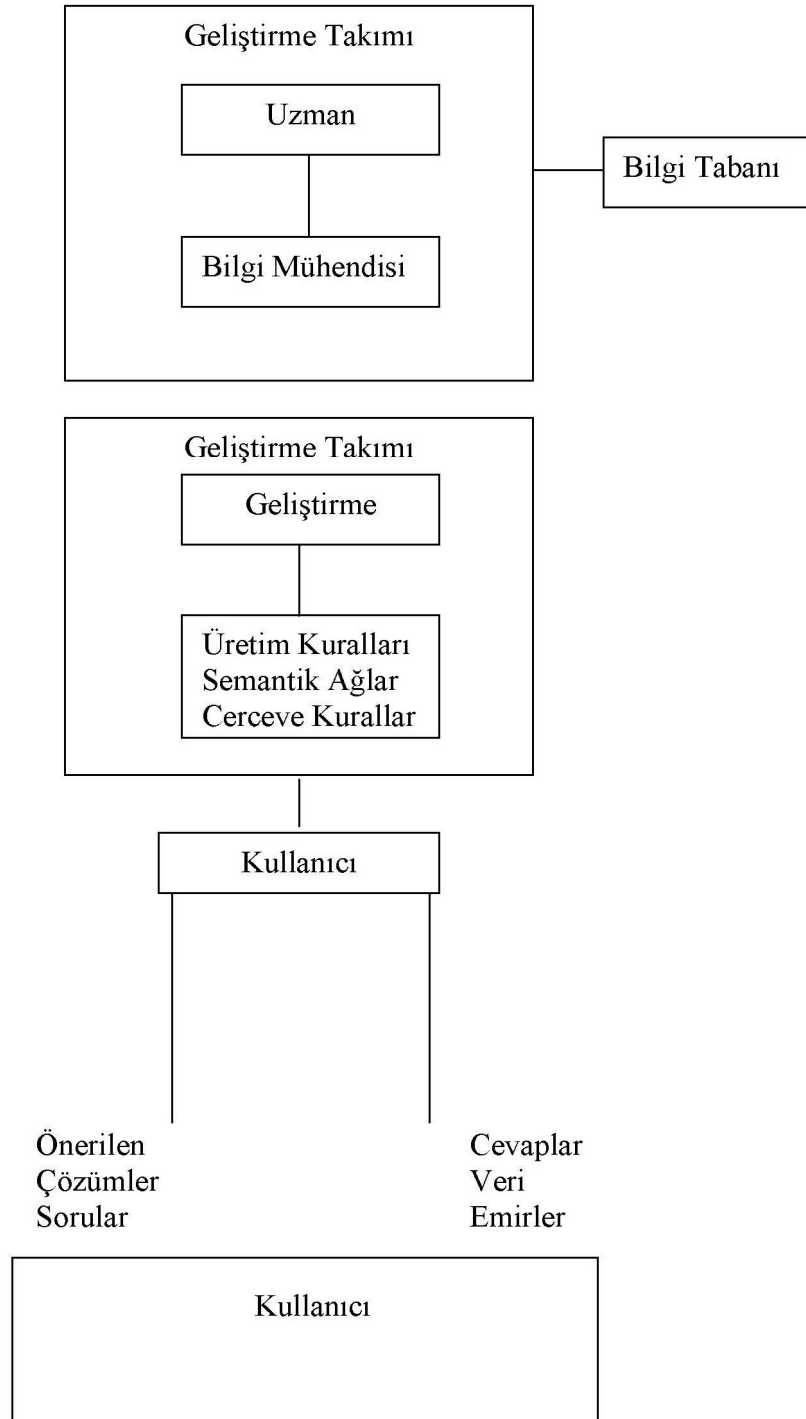 Geliştirme Takımı
Uzman
Bilgi Tabanı
Bilgi Mühendisi
Geliştirme Takımı
Geliştirme
Üretim Kuralları
Semantik Ağlar
Cerceve Kurallar
Kullanıcı
Önerilen
Çözümler
Sorular
Cevaplar
Veri
Emirler
Kullanıcı